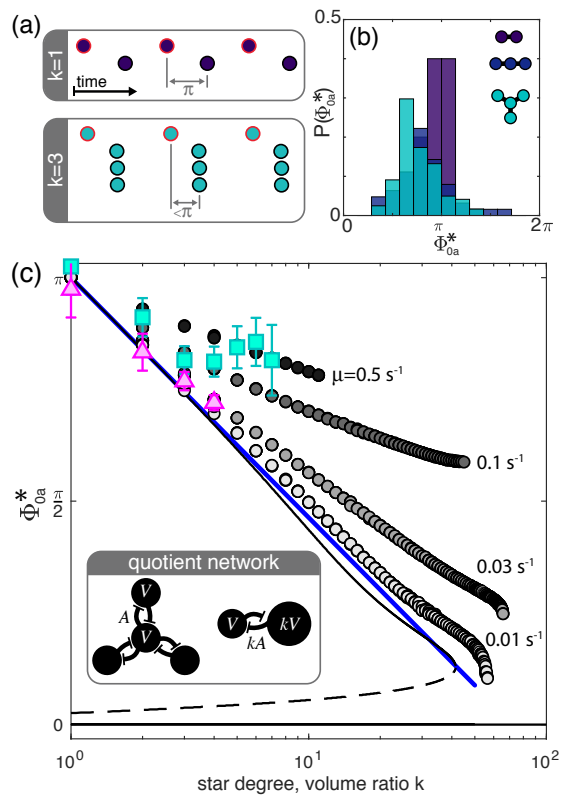 (a)
k=1
time
π
k=3
<π
(b)
0.5
P(Φ*0a)
0
0
π
2π
Φ*0a
(c)
π
π
2
0
Φ*0a
μ=0.5 s⁻¹
0.1 s⁻¹
0.03 s⁻¹
0.01 s⁻¹
quotient network
V
A
V
V
kV
kA
10⁰
10¹
10²
star degree, volume ratio k